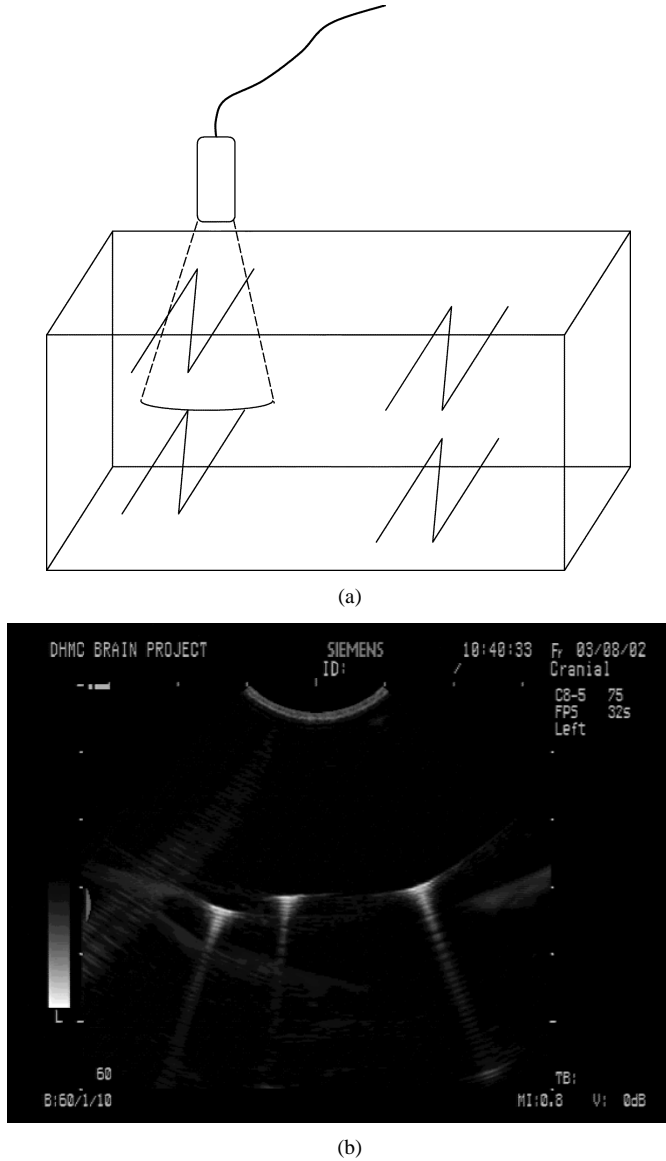 (a)
DHMC BRAIN PROJECT SIEMENS 10:40:33 Fr 03/08/02
ID: / Cranial
C8-5 75
FP5 32s
Left
L
60 TB:
B:60/1/10 MI:0.8 V: 0dB
(b)